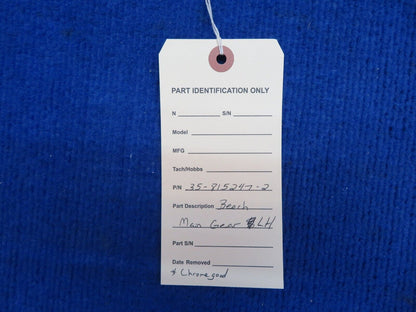 PART IDENTIFICATION ONLY
N S/N
Model
MFG
Tach/Hobbs
P/N 35-815247-2
Part Description Beech
Main Gear LH
Part S/N
Date Removed
* Chrome good